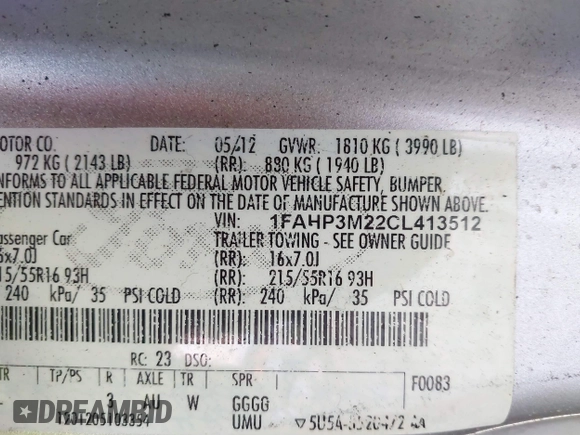 OTOR CO. DATE: 05/12 GVWR: 1810 KG ( 3990 LB)
972 KG ( 2143 LB) (RR): 880 KG ( 1940 LB)
NFORMS TO ALL APPLICABLE FEDERAL MOTOR VEHICLE SAFETY, BUMPER,
ENTION STANDARDS IN EFFECT ON THE DATE OF MANUFACTURE SHOWN ABOVE.
VIN: 1FAHP3M22CL413512
assenger Car TRAILER TOWING - SEE OWNER GUIDE
6x7.0J (RR): 16x7.0J
15/55R16 93H (RR): 215/55R16 93H
240 kPa/ 35 PSI COLD (RR): 240 kPa/ 35 PSI COLD
RC: 23 DSO:
TR TP/PS R AXLE TR SPR F0083
3 AU W GGGG
UMU
DREAMBID